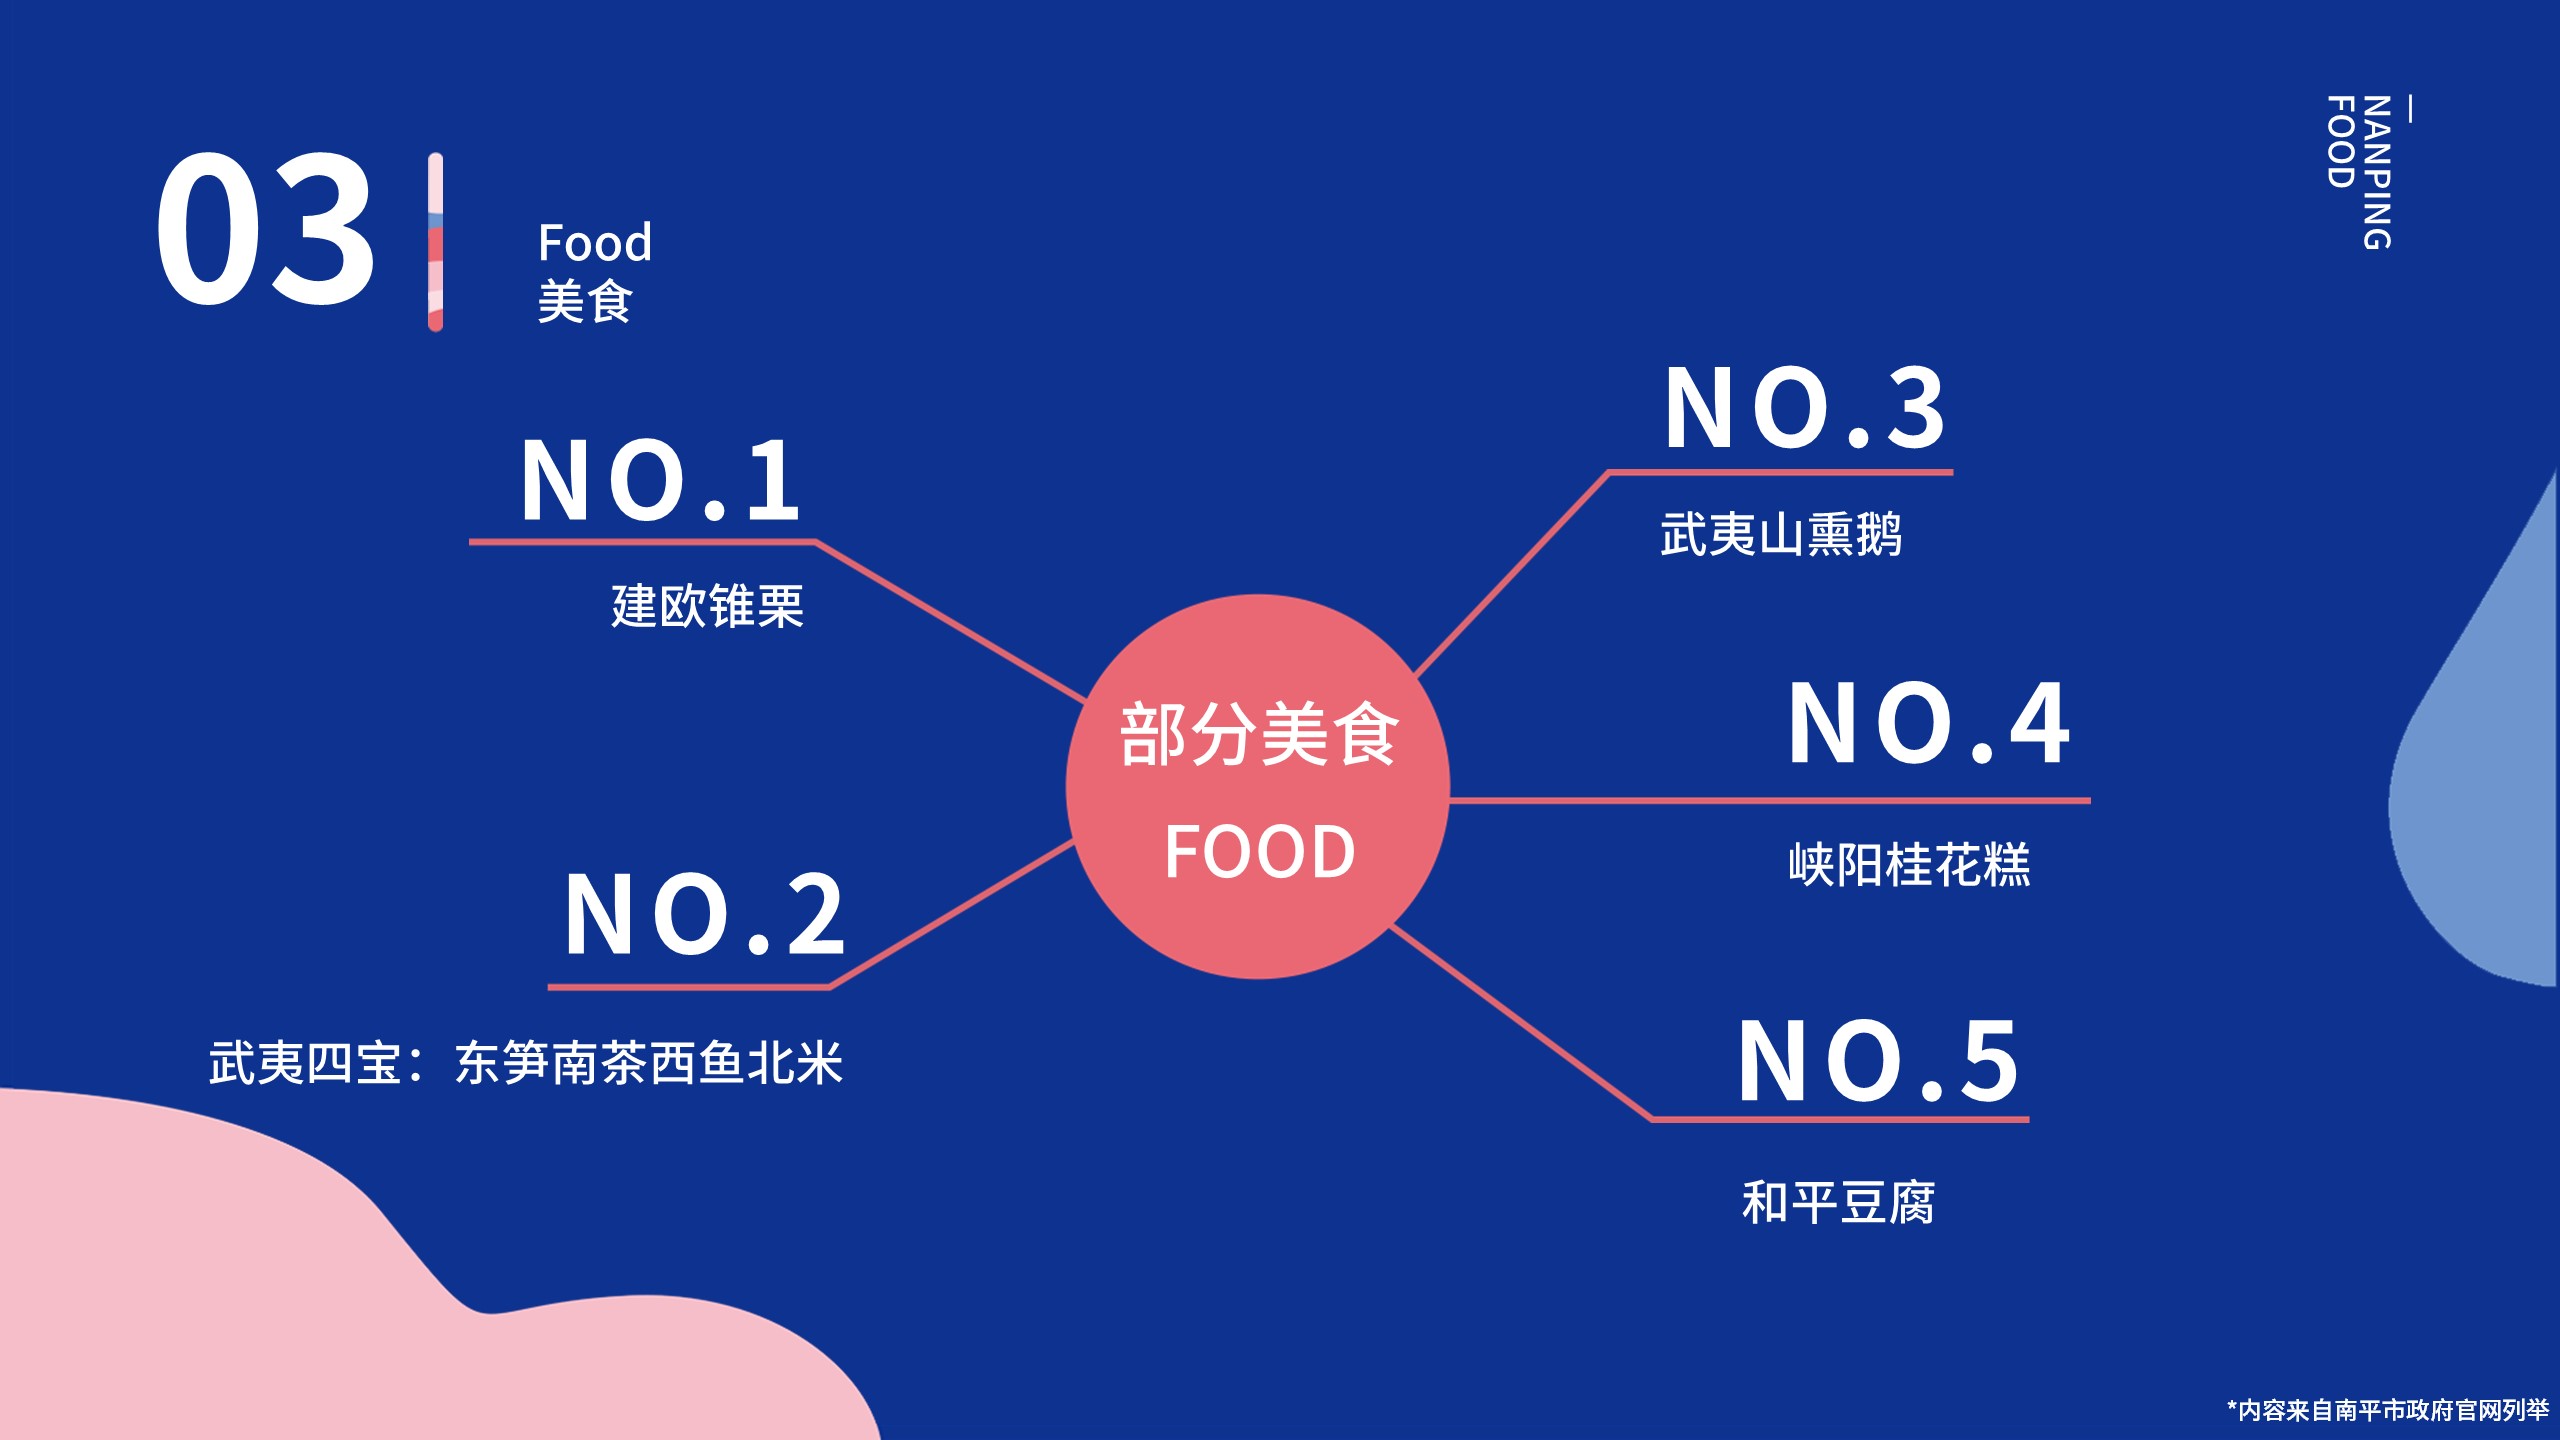 03
Food
美食
—
NANPING
FOOD
NO.1
建欧锥栗
NO.2
武夷四宝：东笋南茶西鱼北米
部分美食
FOOD
NO.3
武夷山熏鹅
NO.4
峡阳桂花糕
NO.5
和平豆腐
*内容来自南平市政府官网列举